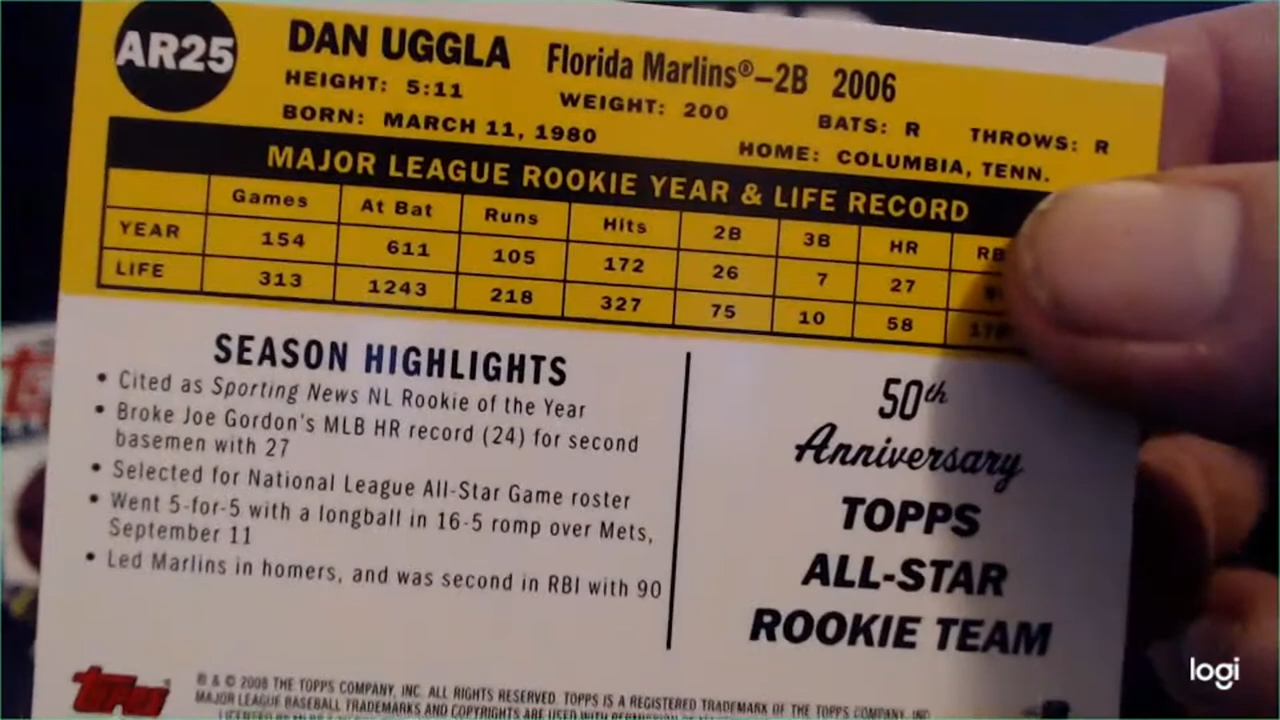 AR25
DAN UGGLA Florida Marlins®–2B 2006
HEIGHT: 5:11 WEIGHT: 200 BATS: R THROWS: R
BORN: MARCH 11, 1980 HOME: COLUMBIA, TENN.
MAJOR LEAGUE ROOKIE YEAR & LIFE RECORD
Games At Bat Runs Hits 2B 3B HR RB
YEAR 154 611 105 172 26 7 27
LIFE 313 1243 218 327 75 10 58
SEASON HIGHLIGHTS
• Cited as Sporting News NL Rookie of the Year
• Broke Joe Gordon's MLB HR record (24) for second
basemen with 27
• Selected for National League All-Star Game roster
• Went 5-for-5 with a longball in 16-5 romp over Mets,
September 11
• Led Marlins in homers, and was second in RBI with 90
50th
Anniversary
TOPPS
ALL-STAR
ROOKIE TEAM
topps
® & © 2008 THE TOPPS COMPANY, INC. ALL RIGHTS RESERVED. TOPPS IS A REGISTERED TRADEMARK OF THE TOPPS COMPANY, INC
MAJOR LEAGUE BASEBALL TRADEMARKS AND COPYRIGHTS ARE USED WITH PERMISSION OF
logi